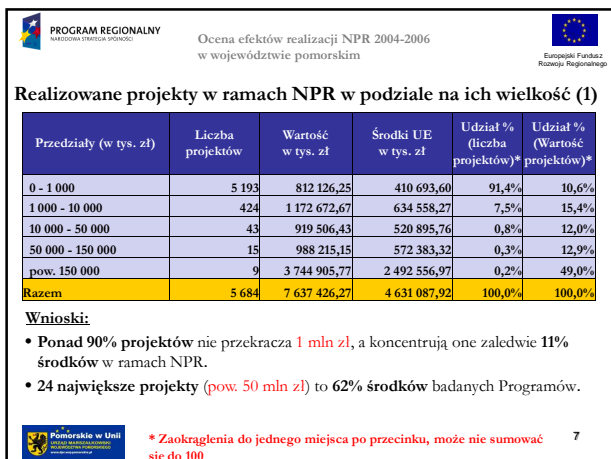 PROGRAM REGIONALNY
NARODOWA STRATEGIA SPÓJNOŚCI
Ocena efektów realizacji NPR 2004-2006
w województwie pomorskim
Europejski Fundusz
Rozwoju Regionalnego
Realizowane projekty w ramach NPR w podziale na ich wielkość (1)
Przedziały (w tys. zł) Liczba projektów Wartość w tys. zł Środki UE w tys. zł Udział % (liczba projektów)* Udział % (Wartość projektów)*
0 - 1 000 5 193 812 126,25 410 693,60 91,4% 10,6%
1 000 - 10 000 424 1 172 672,67 634 558,27 7,5% 15,4%
10 000 - 50 000 43 919 506,43 520 895,76 0,8% 12,0%
50 000 - 150 000 15 988 215,15 572 383,32 0,3% 12,9%
pow. 150 000 9 3 744 905,77 2 492 556,97 0,2% 49,0%
Razem 5 684 7 637 426,27 4 631 087,92 100,0% 100,0%
Wnioski:
• Ponad 90% projektów nie przekracza 1 mln zł, a koncentrują one zaledwie 11%
środków w ramach NPR.
• 24 największe projekty (pow. 50 mln zł) to 62% środków badanych Programów.
Pomorskie w Unii
URZĄD MARSZAŁKOWSKI
WOJEWÓDZTWA POMORSKIEGO
* Zaokrąglenia do jednego miejsca po przecinku, może nie sumować
się do 100
7